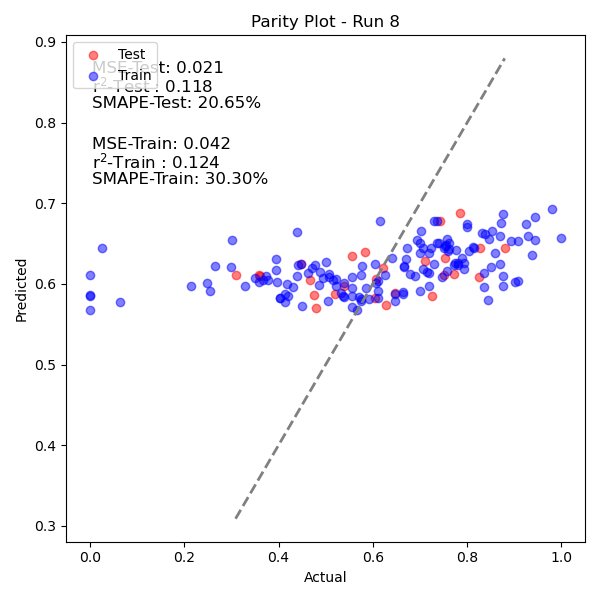 Parity Plot - Run 8
Test
Train
MSE-Test: 0.021
r²-Test : 0.118
SMAPE-Test: 20.65%
MSE-Train: 0.042
r²-Train : 0.124
SMAPE-Train: 30.30%
Predicted
0.9
0.8
0.7
0.6
0.5
0.4
0.3
0.0 0.2 0.4 0.6 0.8 1.0
Actual